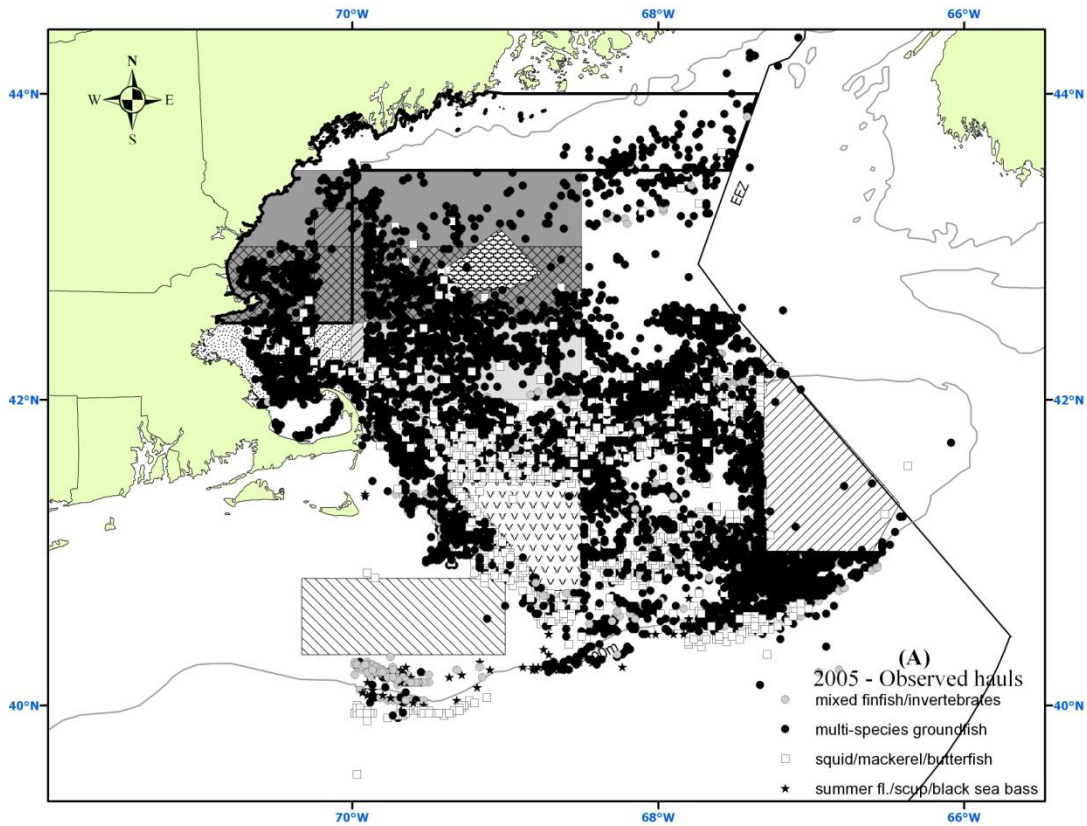 70°W 68°W 66°W
N
W E
S
44°N 44°N
EEZ
42°N 42°N
(A)
2005 - Observed hauls
40°N 40°N
mixed finfish/invertebrates
multi-species groundfish
squid/mackerel/butterfish
summer fl./scup/black sea bass
70°W 68°W 66°W